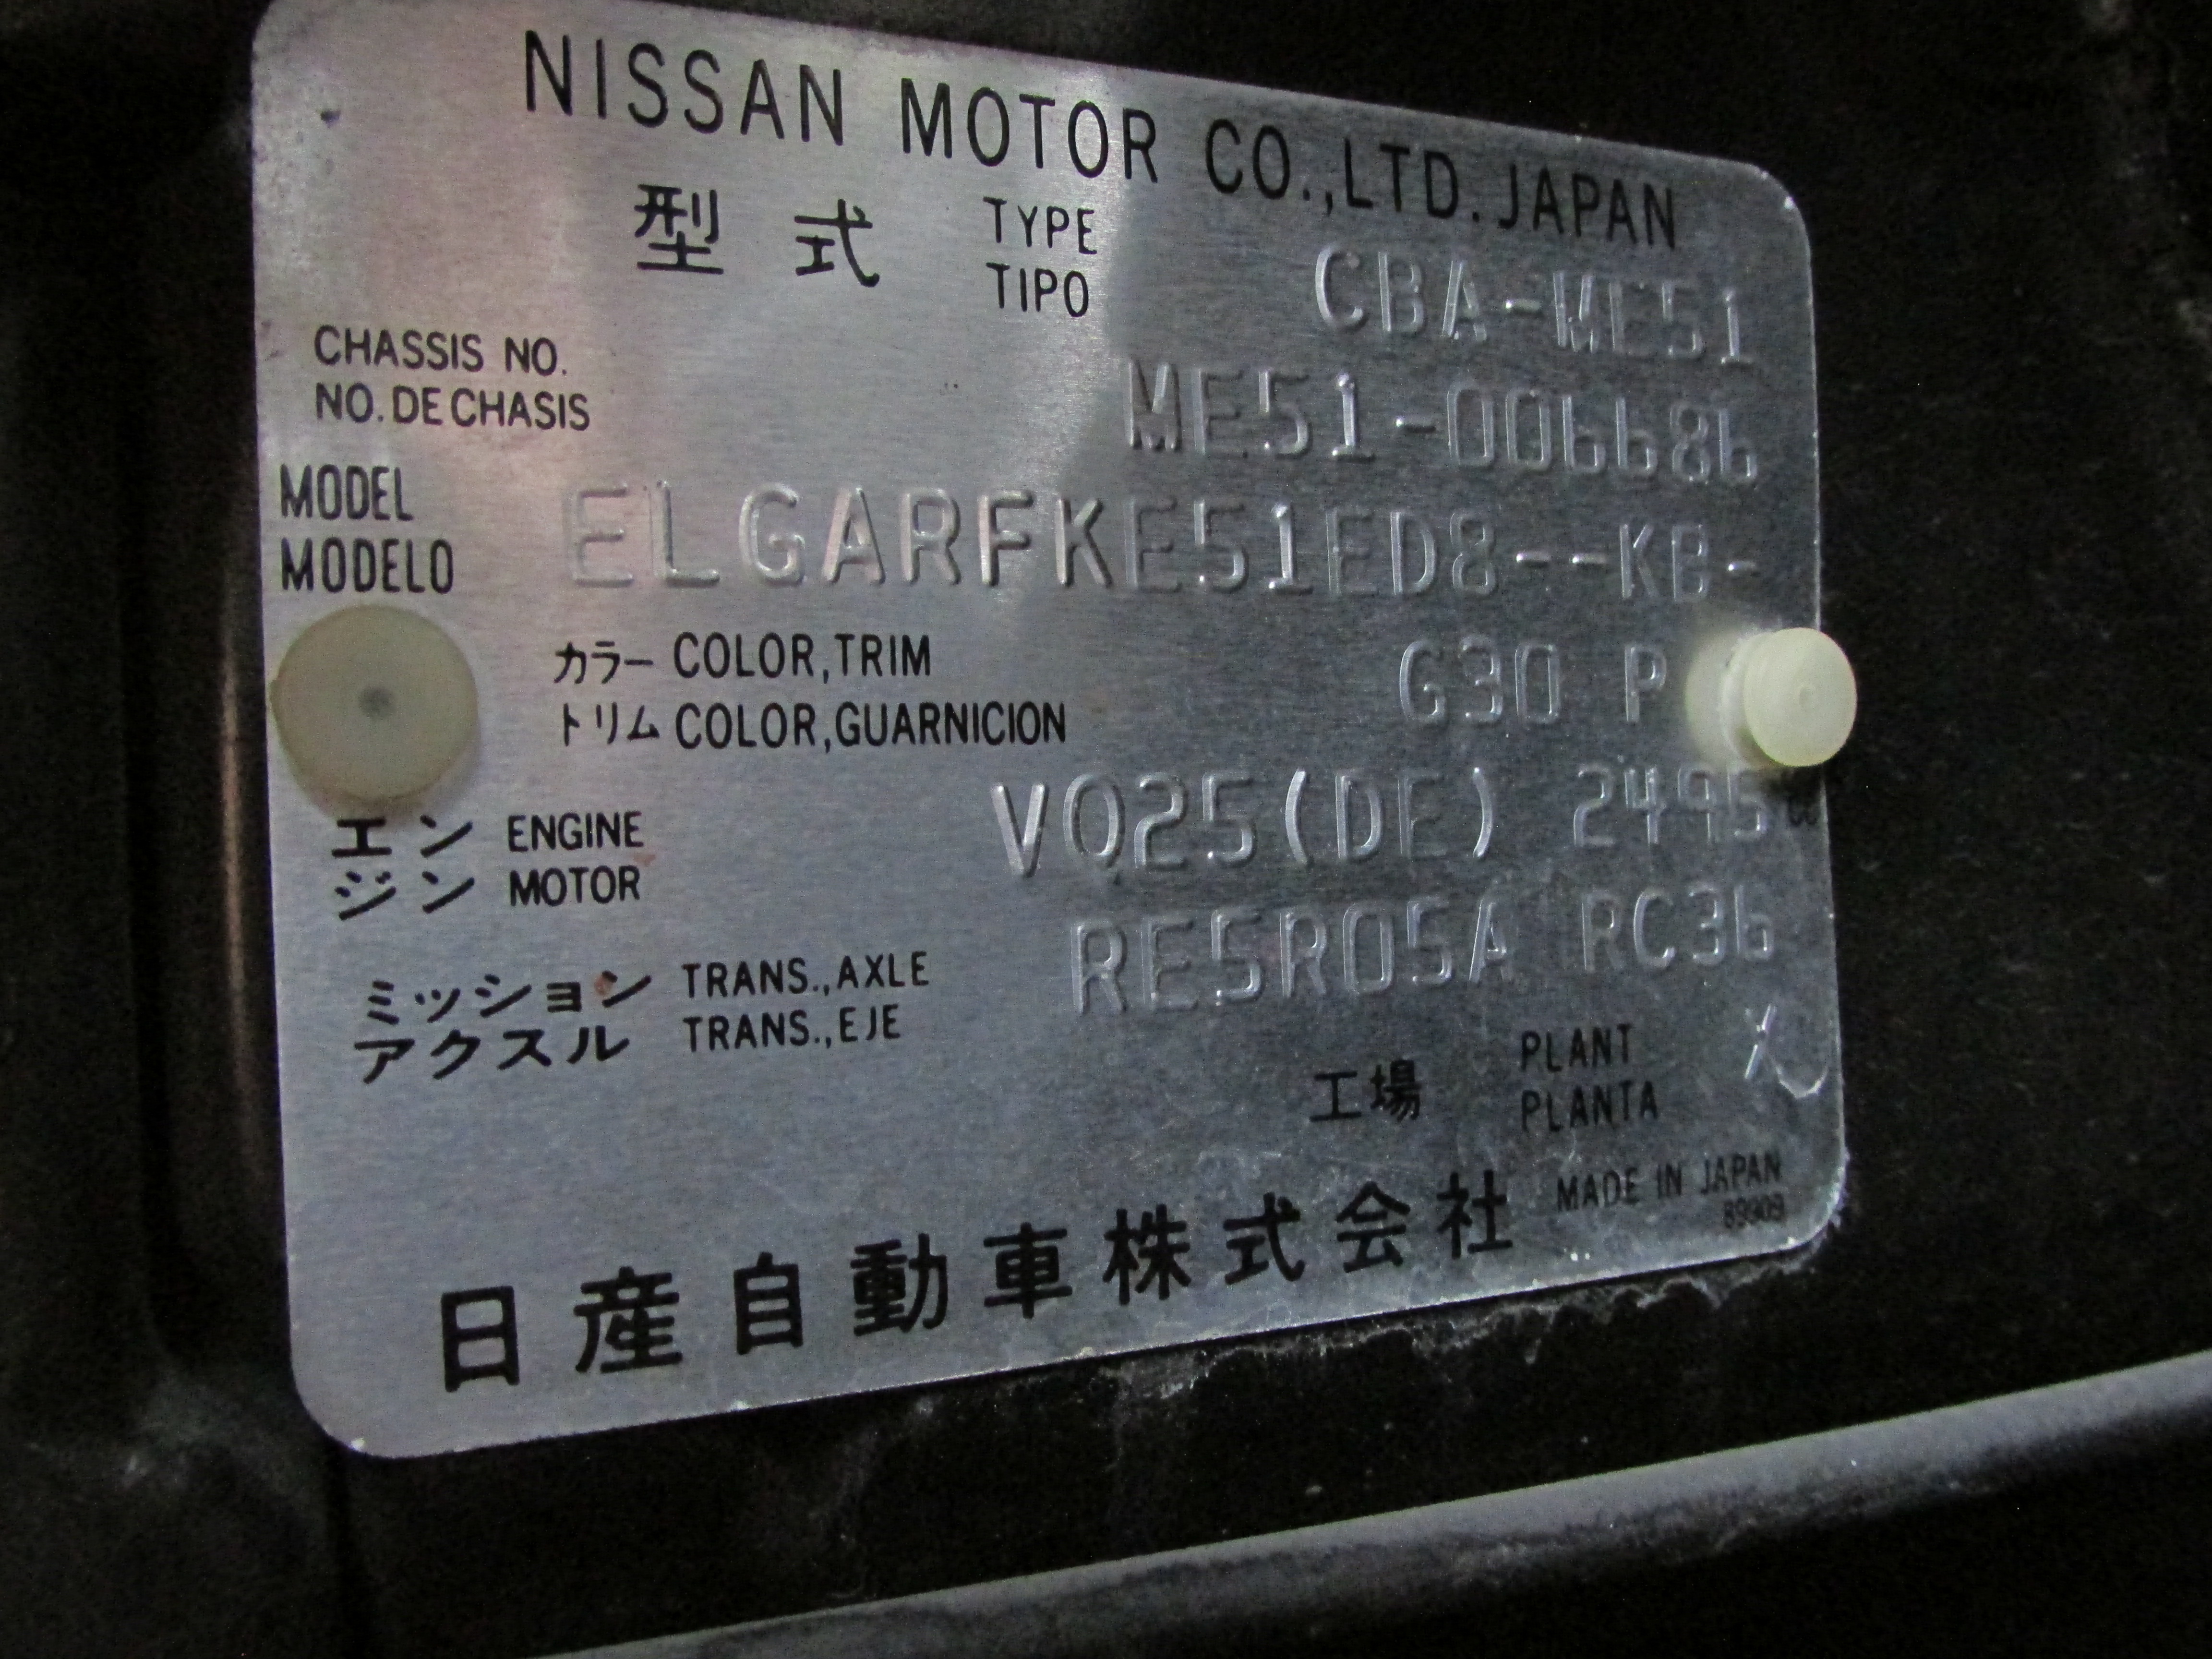 NISSAN MOTOR CO.,LTD.JAPAN
型式 TYPE CBA-ME51
TIPO
CHASSIS NO. ME51-006686
NO. DE CHASIS
MODEL ELGARFKE51ED8--KB-
MODELO
カラー COLOR,TRIM G30 P
トリム COLOR,GUARNICION
エン ENGINE VQ25(DE) 2495 cc
ジン MOTOR
ミッション TRANS.,AXLE RE5R05A RC36
アクスル TRANS.,EJE
工場 PLANT
PLANTA
MADE IN JAPAN
89909
日産自動車株式会社